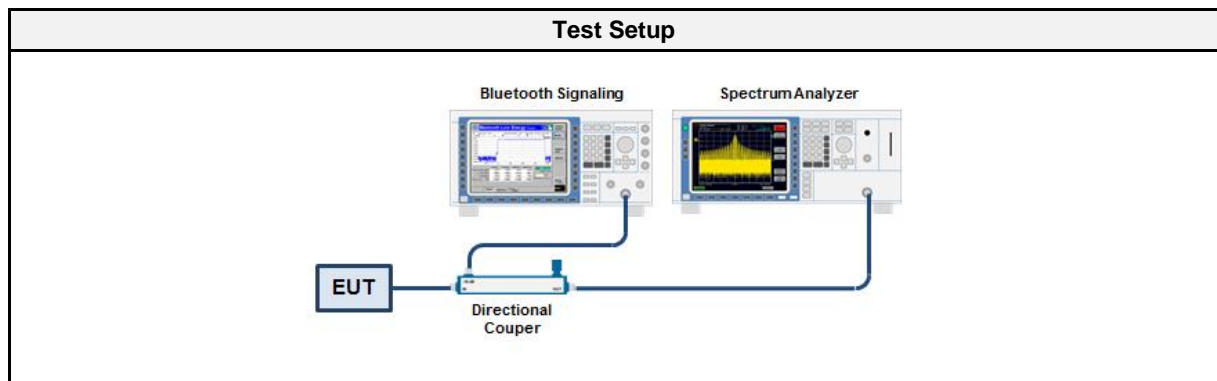 Test Setup
Bluetooth Signaling
Spectrum Analyzer
EUT
Directional
Couper